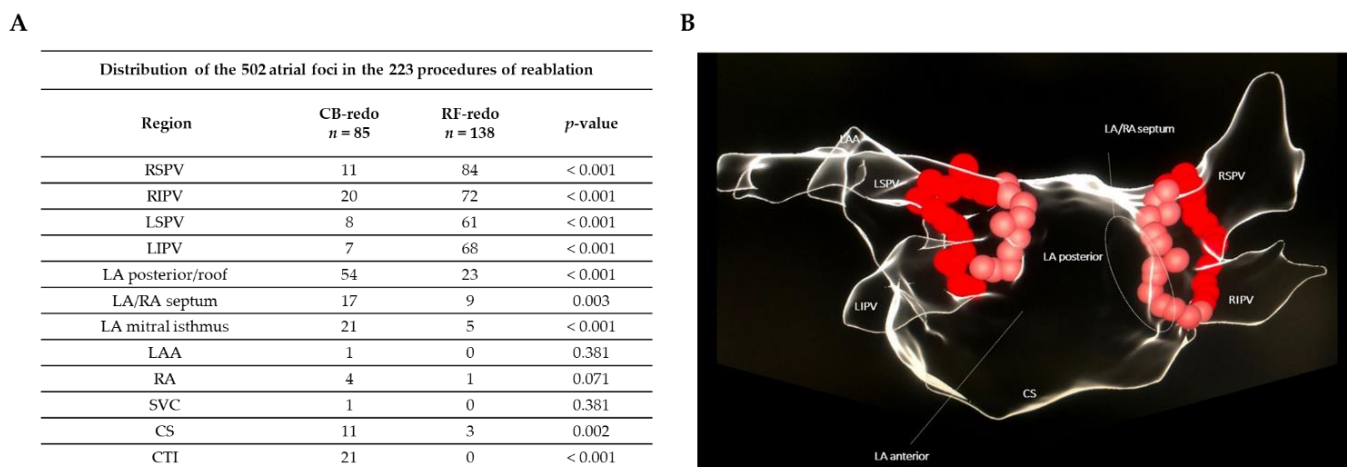 A
Distribution of the 502 atrial foci in the 223 procedures of reablation
Region CB-redo n = 85 RF-redo n = 138 p-value
RSPV 11 84 < 0.001
RIPV 20 72 < 0.001
LSPV 8 61 < 0.001
LIPV 7 68 < 0.001
LA posterior/roof 54 23 < 0.001
LA/RA septum 17 9 0.003
LA mitral isthmus 21 5 < 0.001
LAA 1 0 0.381
RA 4 1 0.071
SVC 1 0 0.381
CS 11 3 0.002
CTI 21 0 < 0.001
B
LA/RA septum
LAA
LSPV
RSPV
LA posterior
LIPV
RIPV
CS
LA anterior